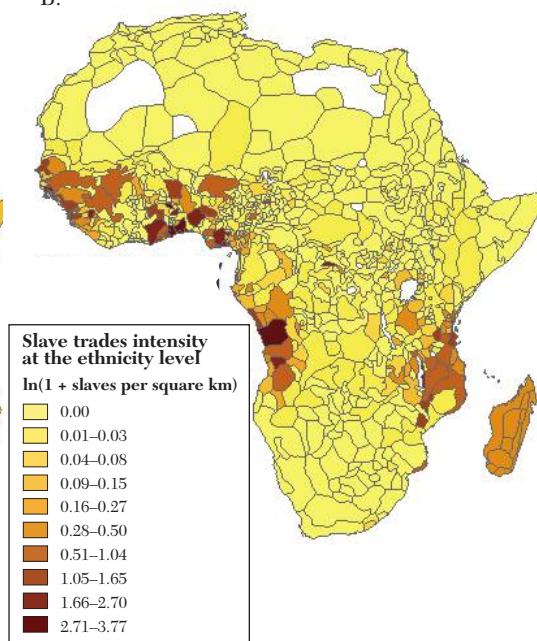 B.
Slave trades intensity
at the ethnicity level
ln(1 + slaves per square km)
0.00
0.01–0.03
0.04–0.08
0.09–0.15
0.16–0.27
0.28–0.50
0.51–1.04
1.05–1.65
1.66–2.70
2.71–3.77